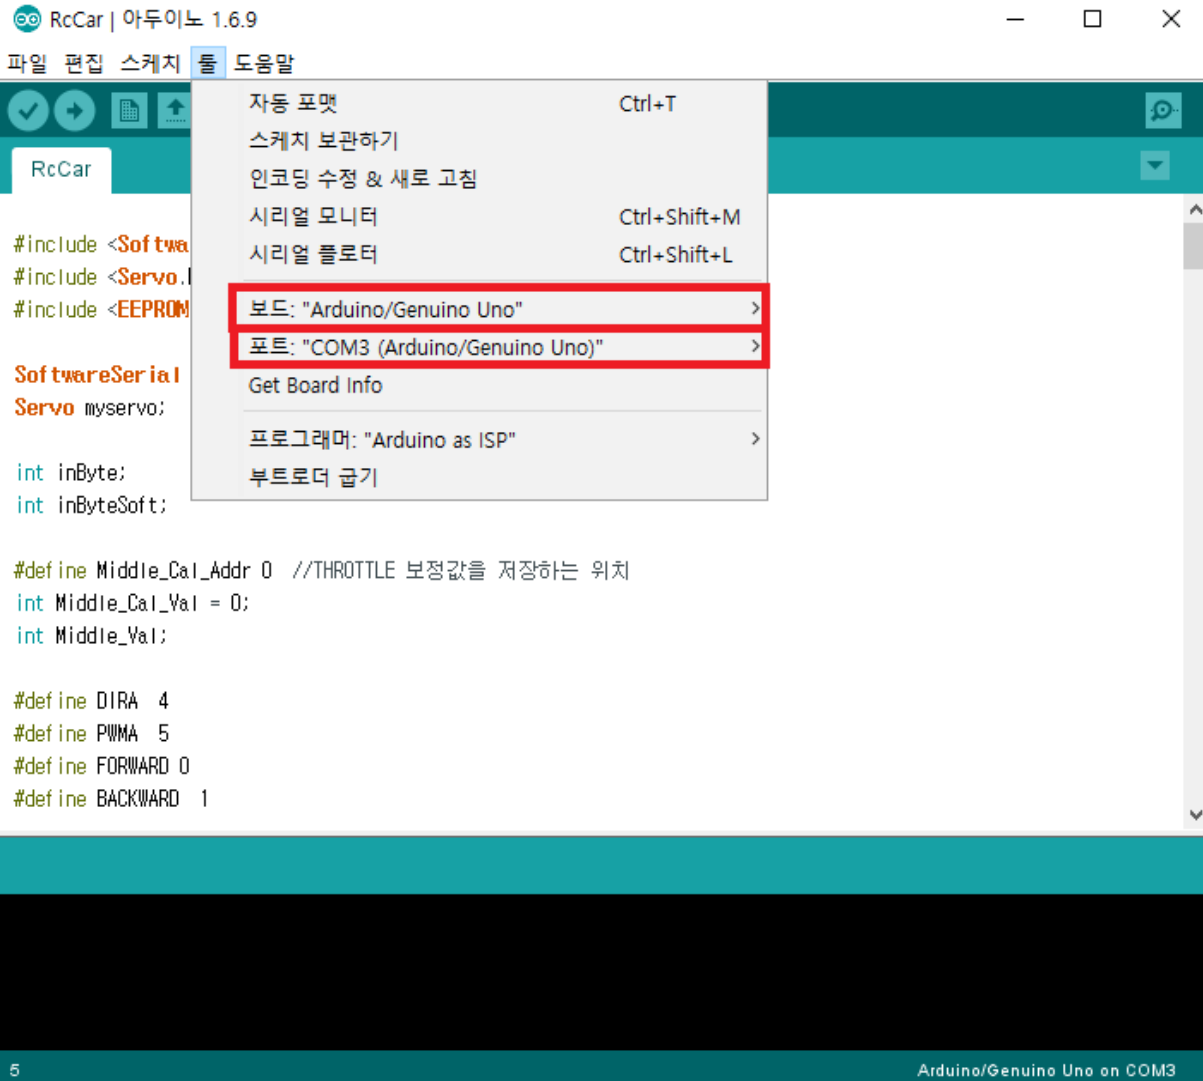 RcCar | 아두이노 1.6.9
파일 편집 스케치 툴 도움말
자동 포맷 Ctrl+T
스케치 보관하기
인코딩 수정 & 새로 고침
시리얼 모니터 Ctrl+Shift+M
시리얼 플로터 Ctrl+Shift+L
보드: "Arduino/Genuino Uno"
포트: "COM3 (Arduino/Genuino Uno)"
Get Board Info
프로그래머: "Arduino as ISP"
부트로더 굽기
RcCar
#include <Softwa
#include <Servo.
#include <EEPROM
SoftwareSerial
Servo myservo;
int inByte;
int inByteSoft;
#define Middle_Cal_Addr 0 //THROTTLE 보정값을 저장하는 위치
int Middle_Cal_Val = 0;
int Middle_Val;
#define DIRA 4
#define PWMA 5
#define FORWARD 0
#define BACKWARD 1
5 Arduino/Genuino Uno on COM3